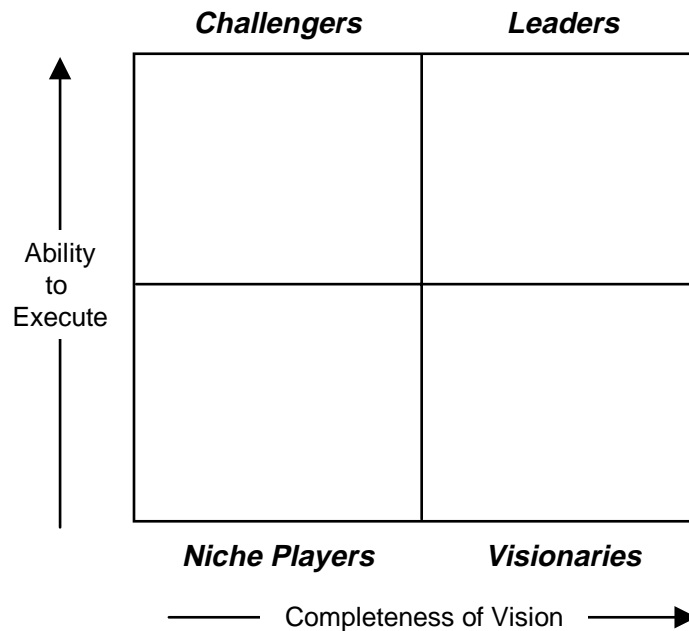 Challengers
Leaders
Ability
to
Execute
Niche Players
Visionaries
Completeness of Vision